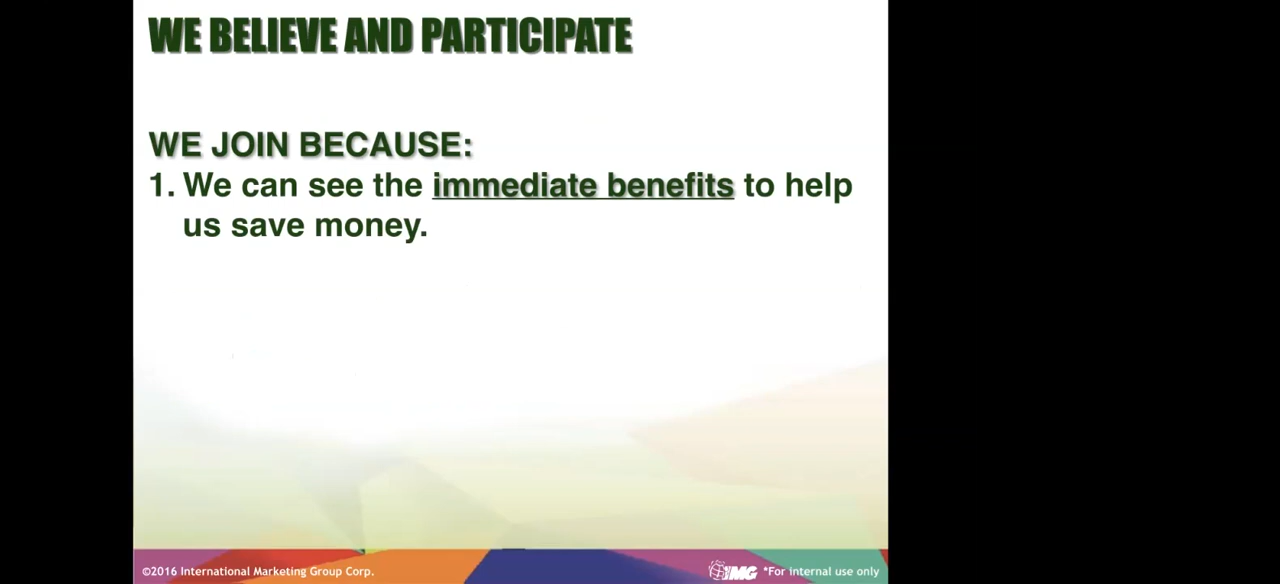 WE BELIEVE AND PARTICIPATE
WE JOIN BECAUSE:
1. We can see the immediate benefits to help
us save money.
©2016 International Marketing Group Corp.
IMG *For internal use only